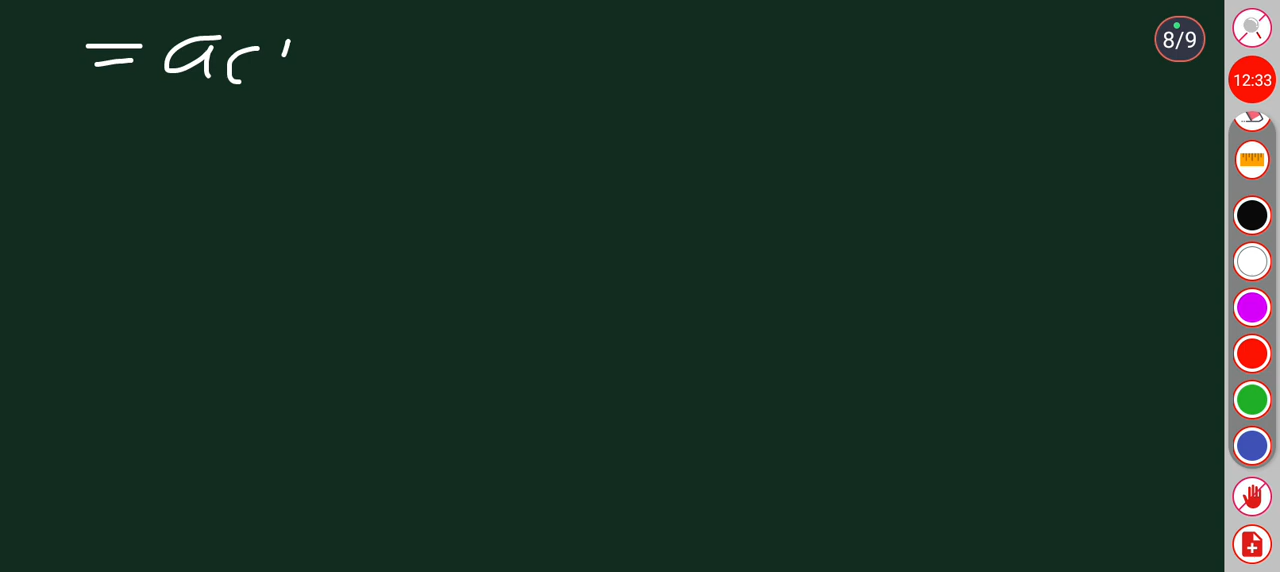 = ac'
8/9
12:33